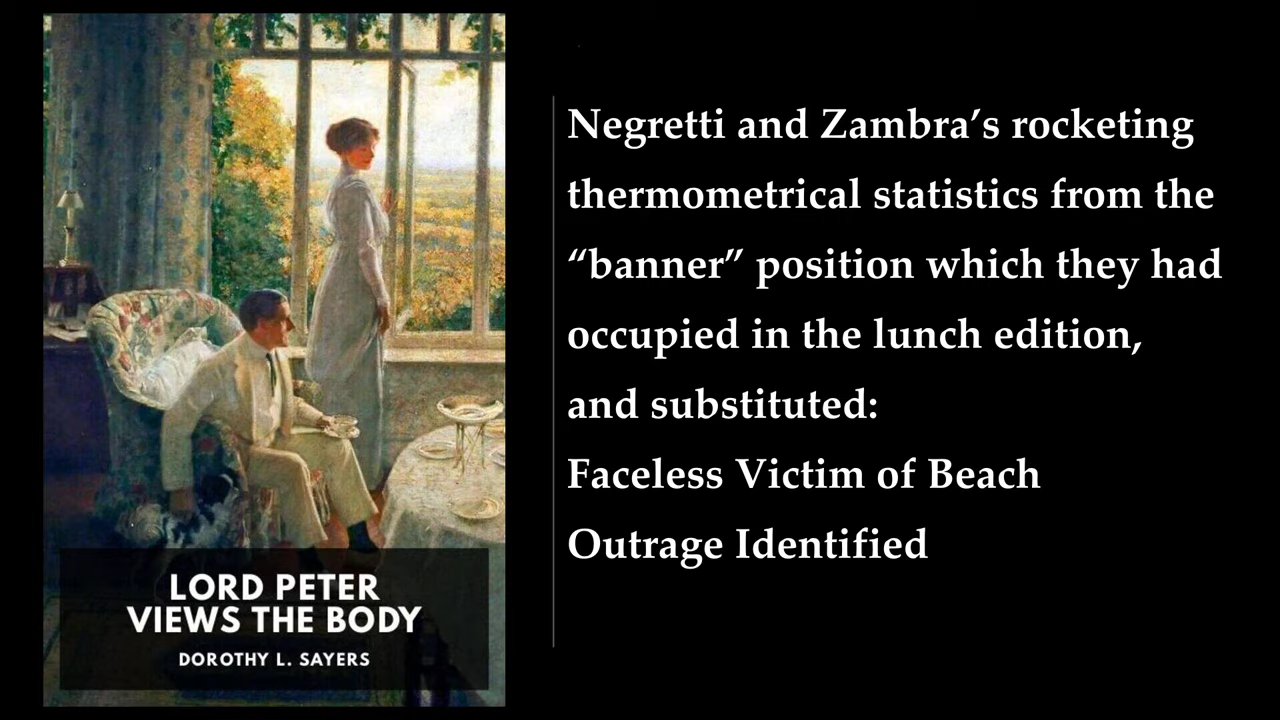 LORD PETER
VIEWS THE BODY
DOROTHY L. SAYERS
Negretti and Zambra’s rocketing
thermometrical statistics from the
“banner” position which they had
occupied in the lunch edition,
and substituted:
Faceless Victim of Beach
Outrage Identified